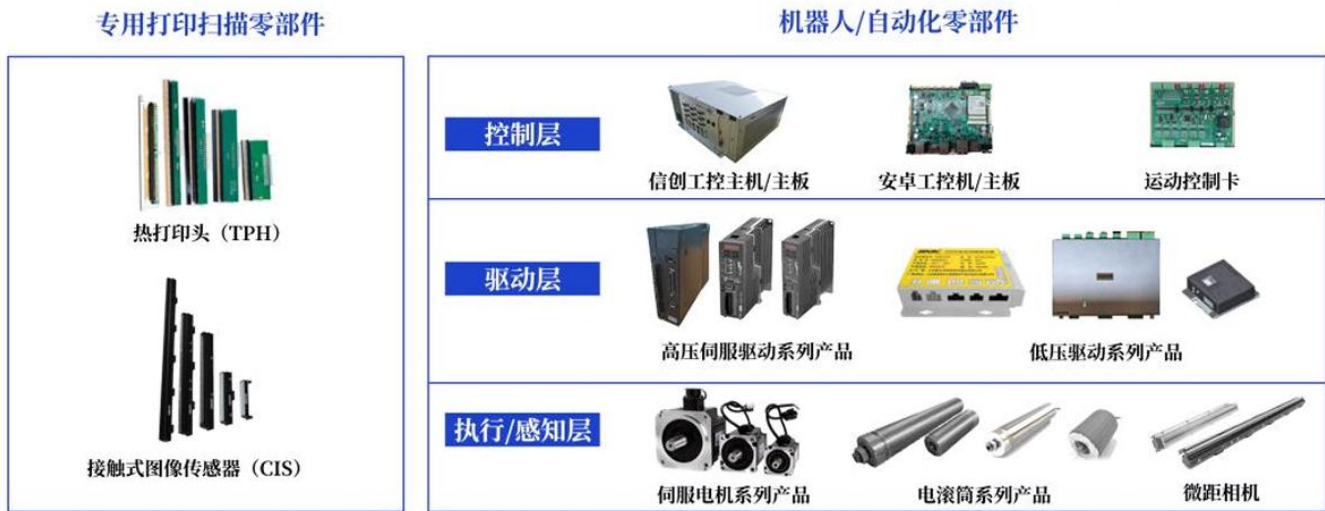 专用打印扫描零部件
机器人/自动化零部件
热打印头（TPH）
接触式图像传感器（CIS）
控制层
信创工控主机/主板
安卓工控机/主板
运动控制卡
驱动层
高压伺服驱动系列产品
低压驱动系列产品
执行/感知层
伺服电机系列产品
电滚筒系列产品
微距相机